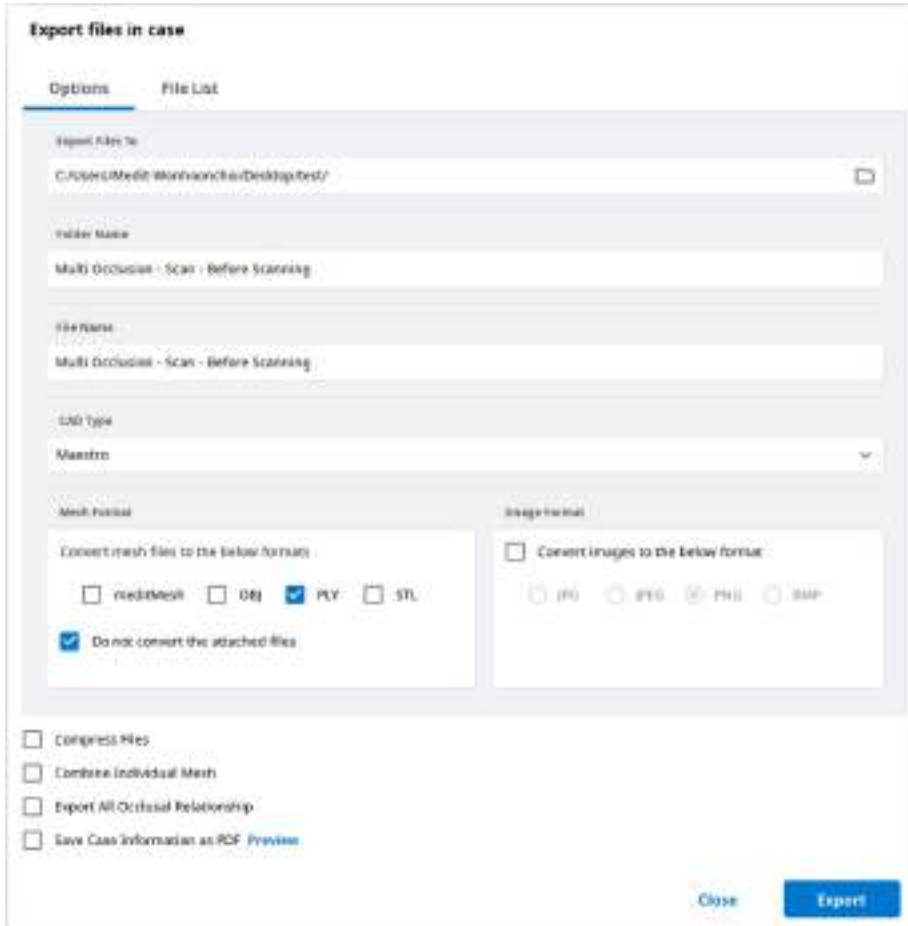 Export files in case
Options File List
Export Files To
C:/Users/Medit-Wonhoonchoi/Desktop/test/
Folder Name
Multi Occlusion - Scan - Before Scanning
File Name
Multi Occlusion - Scan - Before Scanning
CAD Type
Maestro
Mesh Format Image Format
Convert mesh files to the below formats Convert images to the below format
meditMesh OBJ PLY STL JPG JPEG PNG BMP
Do not convert the attached files
Compress Files
Combine Individual Mesh
Export All Occlusal Relationship
Save Case Information as PDF Preview
Close Export